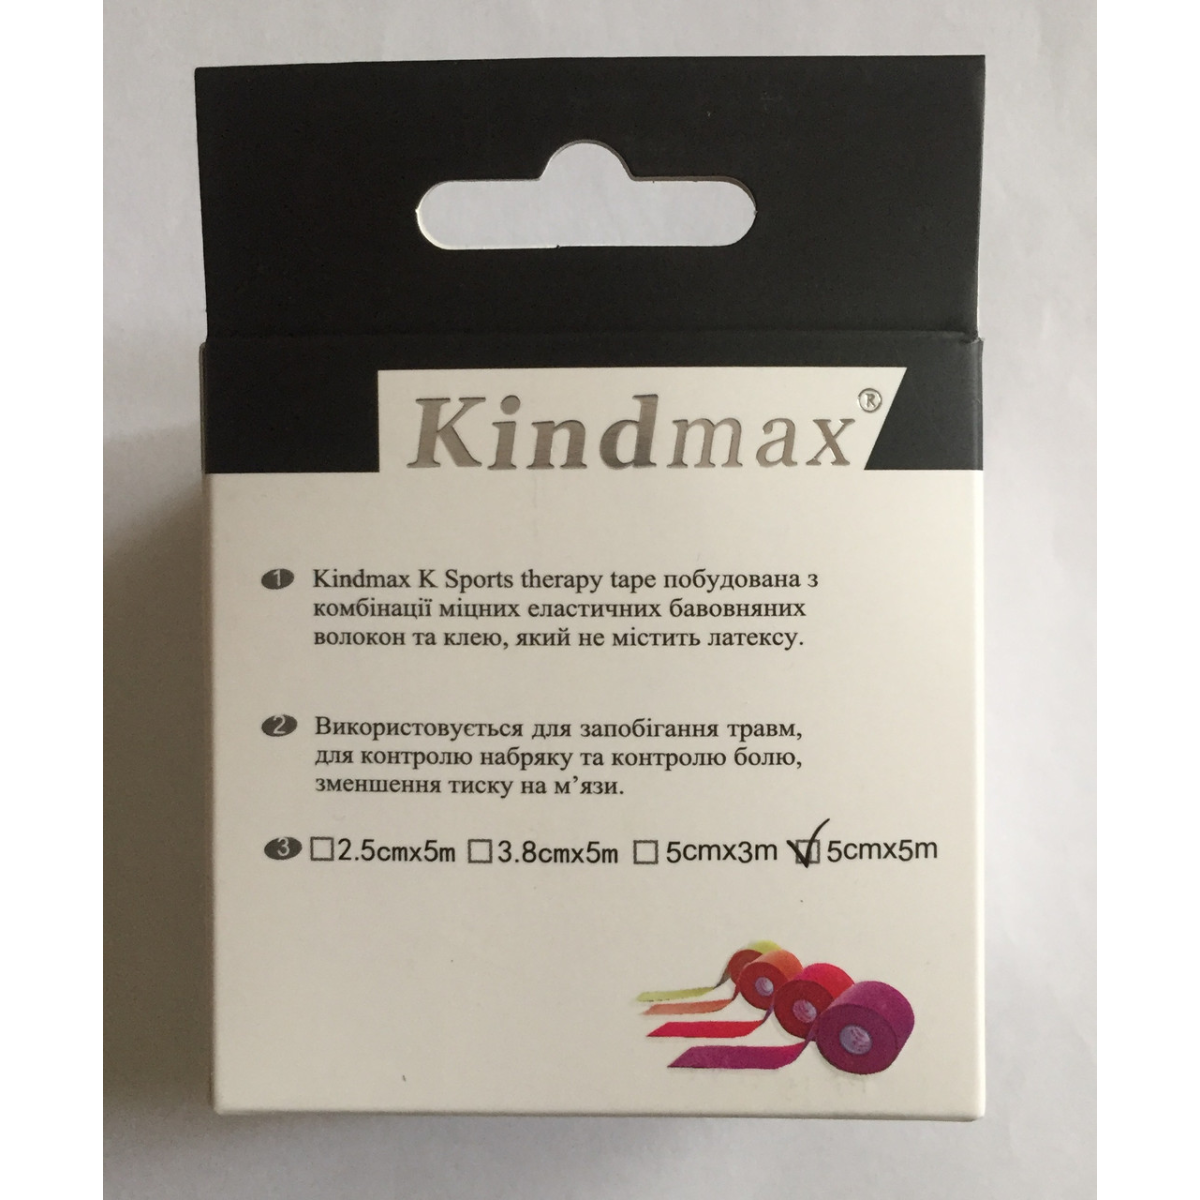 Kindmax®
1 Kindmax K Sports therapy tape побудована з
комбінації міцних еластичних бавовняних
волокон та клею, який не містить латексу.
2 Використовується для запобігання травм,
для контролю набряку та контролю болю,
зменшення тиску на м’язи.
3 □2.5cmx5m □3.8cmx5m □ 5cmx3m ☑5cmx5m